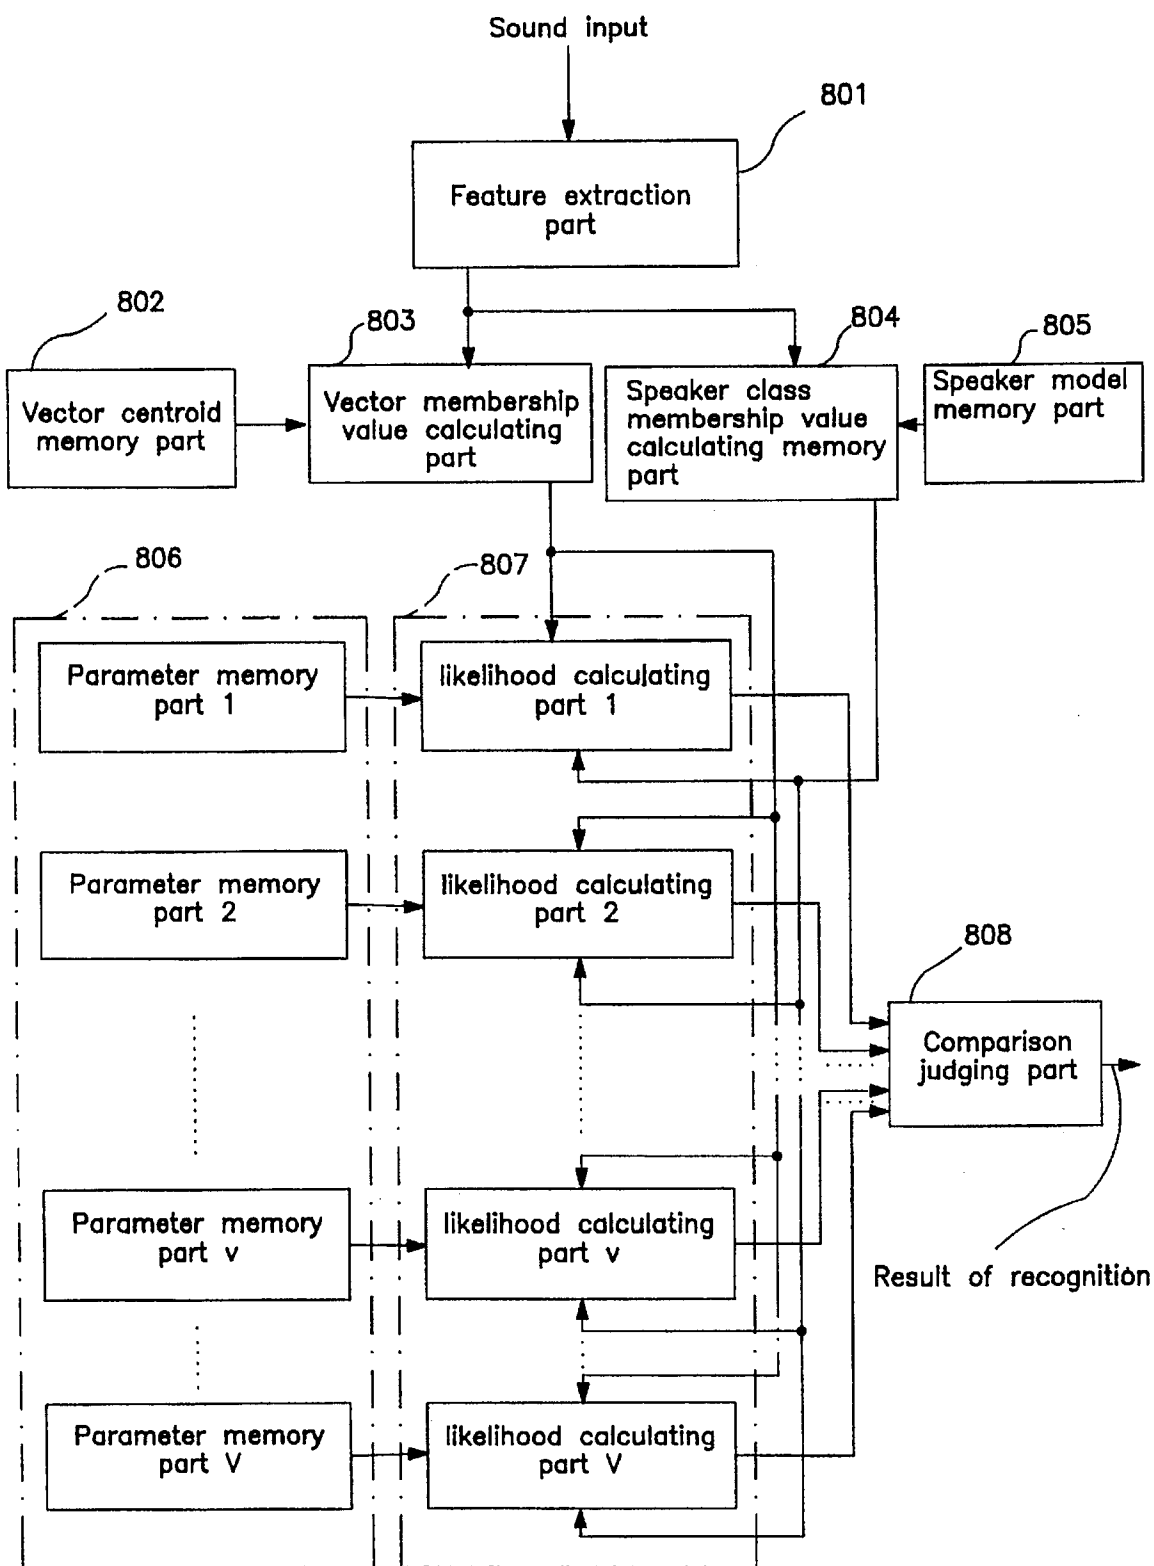 Sound input
801
Feature extraction
part
802
803
804
805
Vector centroid
memory part
Vector membership
value calculating
part
Speaker class
membership value
calculating memory
part
Speaker model
memory part
806
807
Parameter memory
part 1
likelihood calculating
part 1
Parameter memory
part 2
likelihood calculating
part 2
808
Comparison
judging part
Parameter memory
part v
likelihood calculating
part v
Result of recognition
Parameter memory
part V
likelihood calculating
part V